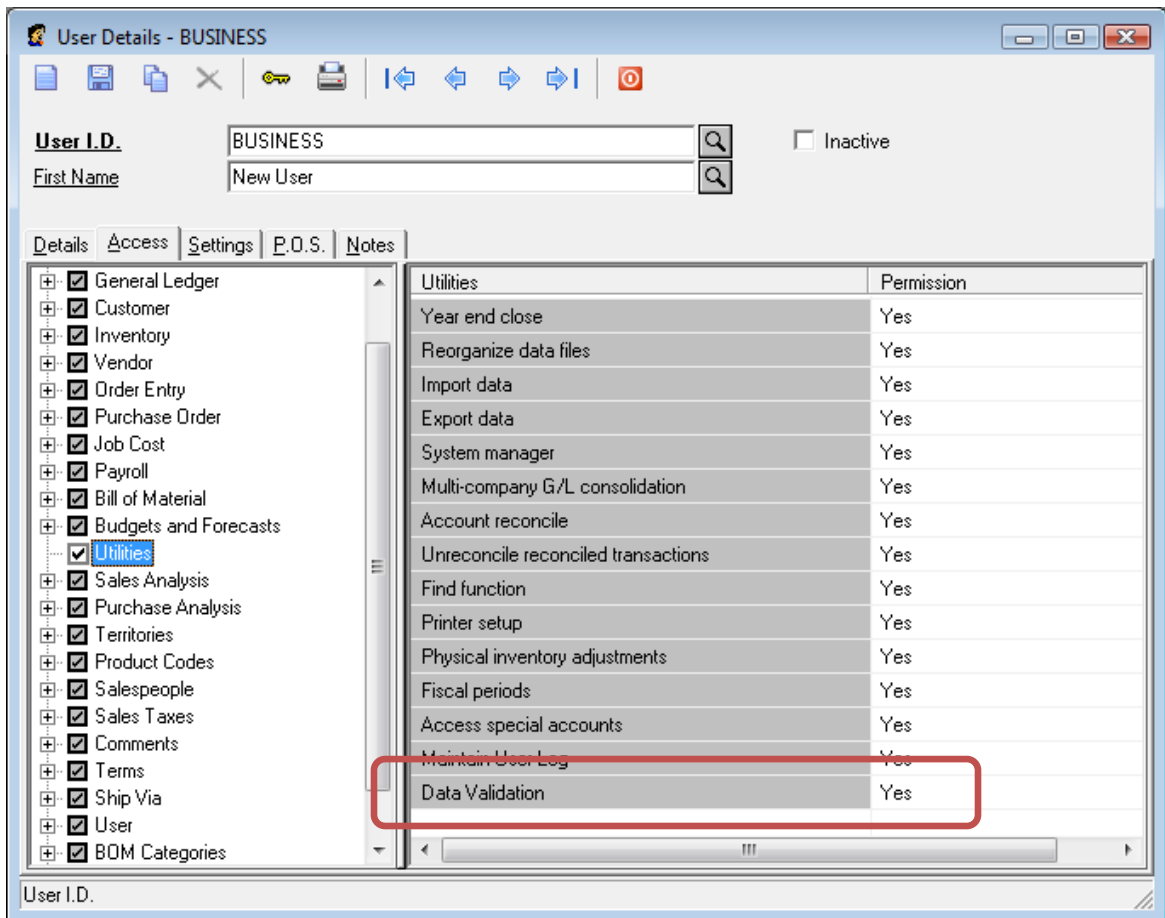 User Details - BUSINESS
User I.D. BUSINESS Inactive
First Name New User
Details Access Settings P.O.S. Notes
General Ledger
Customer
Inventory
Vendor
Order Entry
Purchase Order
Job Cost
Payroll
Bill of Material
Budgets and Forecasts
Utilities
Sales Analysis
Purchase Analysis
Territories
Product Codes
Salespeople
Sales Taxes
Comments
Terms
Ship Via
User
BOM Categories
Utilities Permission
Year end close Yes
Reorganize data files Yes
Import data Yes
Export data Yes
System manager Yes
Multi-company G/L consolidation Yes
Account reconcile Yes
Unreconcile reconciled transactions Yes
Find function Yes
Printer setup Yes
Physical inventory adjustments Yes
Fiscal periods Yes
Access special accounts Yes
Maintain User Log Yes
Data Validation Yes
User I.D.